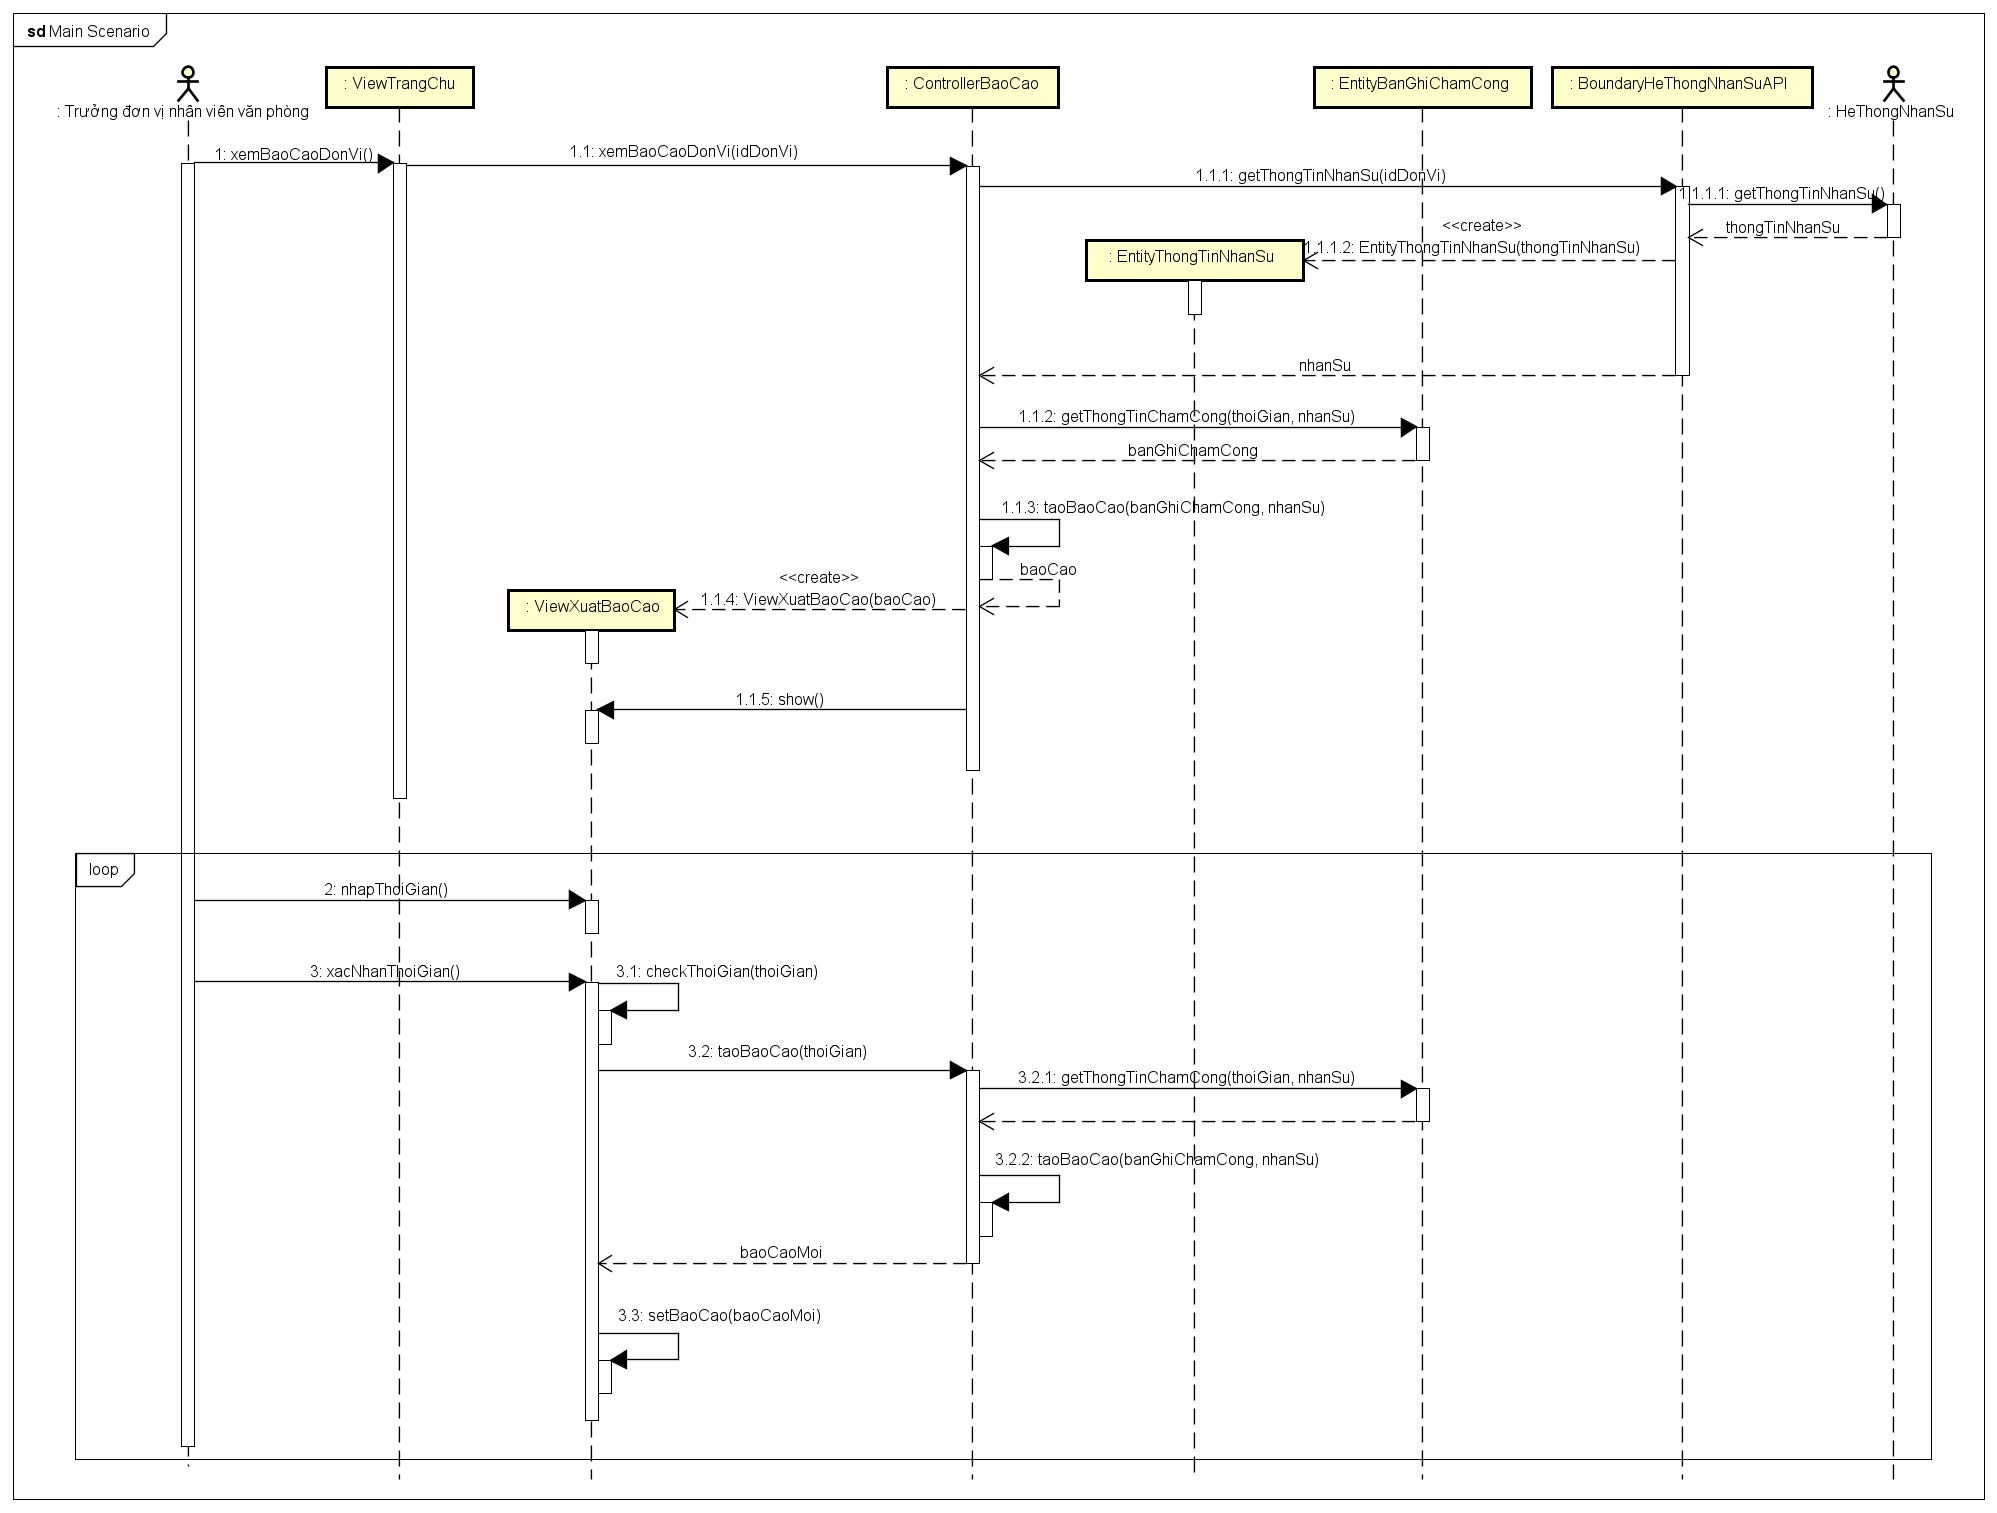 sd Main Scenario
: Trưởng đơn vị nhân viên văn phòng
: ViewTrangChu
: ControllerBaoCao
: EntityBanGhiChamCong
: BoundaryHeThongNhanSuAPI
: HeThongNhanSu
1: xemBaoCaoDonVi()
1.1: xemBaoCaoDonVi(idDonVi)
1.1.1: getThongTinNhanSu(idDonVi)
1.1.1.1: getThongTinNhanSu()
thongTinNhanSu
<<create>>
1.1.1.2: EntityThongTinNhanSu(thongTinNhanSu)
: EntityThongTinNhanSu
nhanSu
1.1.2: getThongTinChamCong(thoiGian, nhanSu)
banGhiChamCong
1.1.3: taoBaoCao(banGhiChamCong, nhanSu)
baoCao
<<create>>
1.1.4: ViewXuatBaoCao(baoCao)
: ViewXuatBaoCao
1.1.5: show()
loop
2: nhapThoiGian()
3: xacNhanThoiGian()
3.1: checkThoiGian(thoiGian)
3.2: taoBaoCao(thoiGian)
3.2.1: getThongTinChamCong(thoiGian, nhanSu)
3.2.2: taoBaoCao(banGhiChamCong, nhanSu)
baoCaoMoi
3.3: setBaoCao(baoCaoMoi)